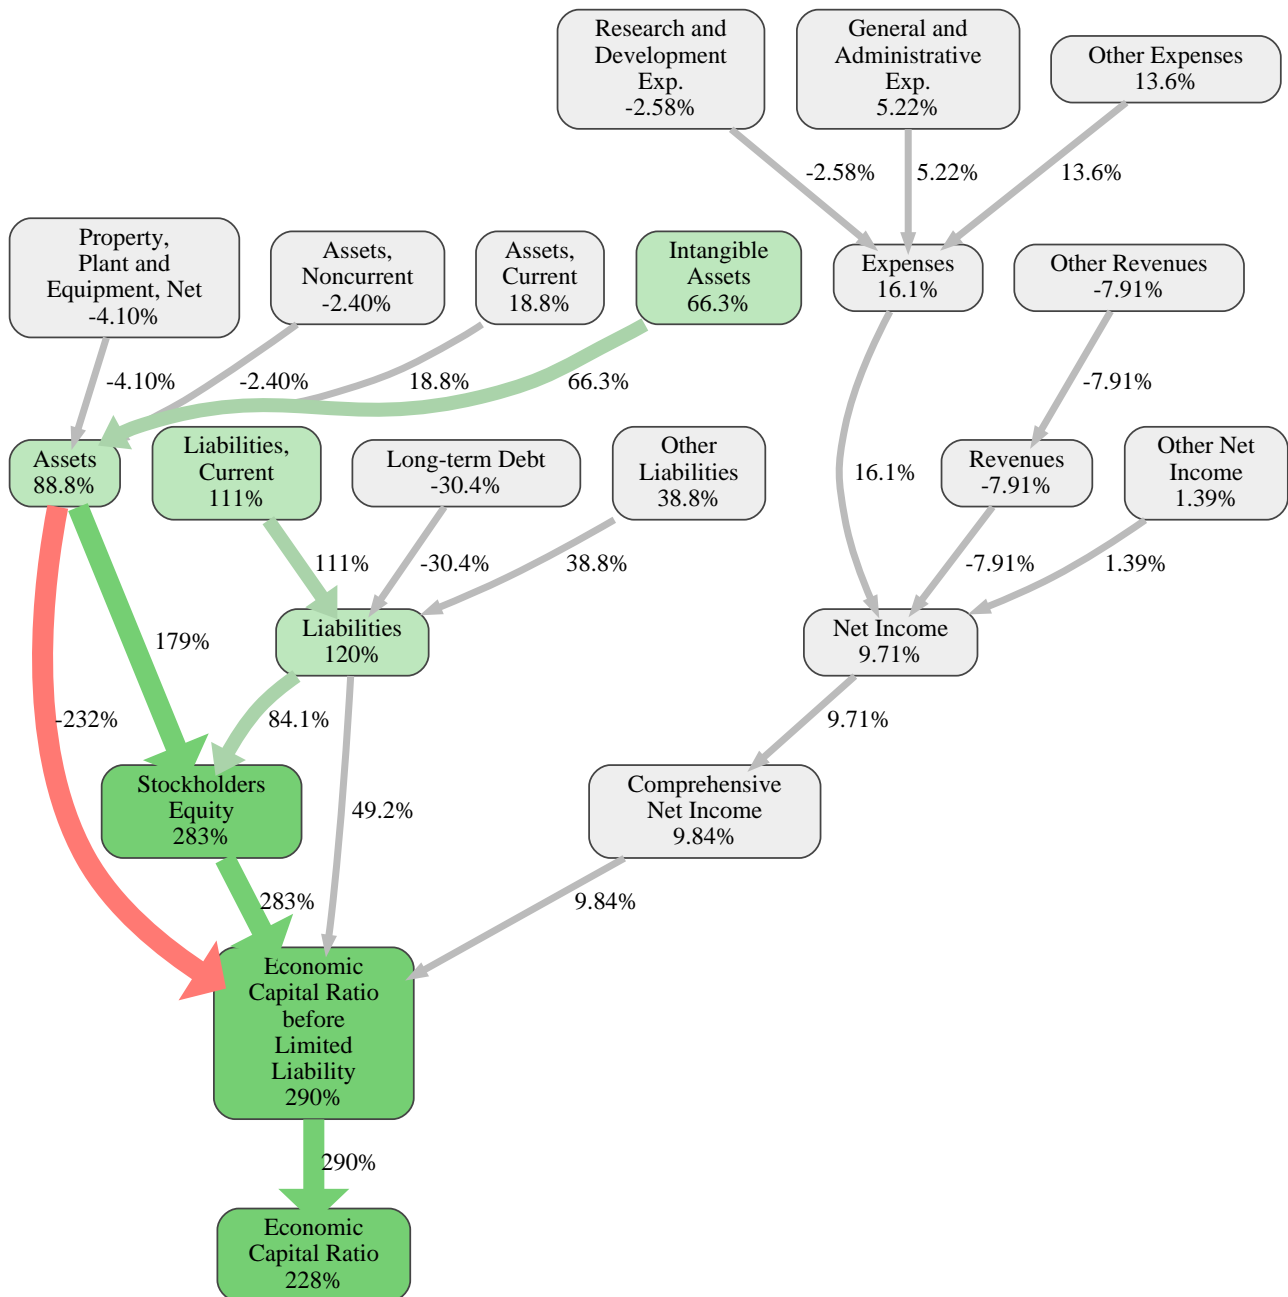 Research and
Development
Exp.
-2.58%
General and
Administrative
Exp.
5.22%
Other Expenses
13.6%
-2.58%
5.22%
13.6%
Property,
Plant and
Equipment, Net
-4.10%
Assets,
Noncurrent
-2.40%
Assets,
Current
18.8%
Intangible
Assets
66.3%
Expenses
16.1%
Other Revenues
-7.91%
-4.10%
-2.40%
18.8%
66.3%
-7.91%
Assets
88.8%
Liabilities,
Current
111%
Long-term Debt
-30.4%
Other
Liabilities
38.8%
16.1%
Revenues
-7.91%
Other Net
Income
1.39%
111%
-30.4%
38.8%
-7.91%
1.39%
179%
Liabilities
120%
Net Income
9.71%
-232%
84.1%
9.71%
Stockholders
Equity
283%
49.2%
Comprehensive
Net Income
9.84%
283%
9.84%
Economic
Capital Ratio
before
Limited
Liability
290%
290%
Economic
Capital Ratio
228%